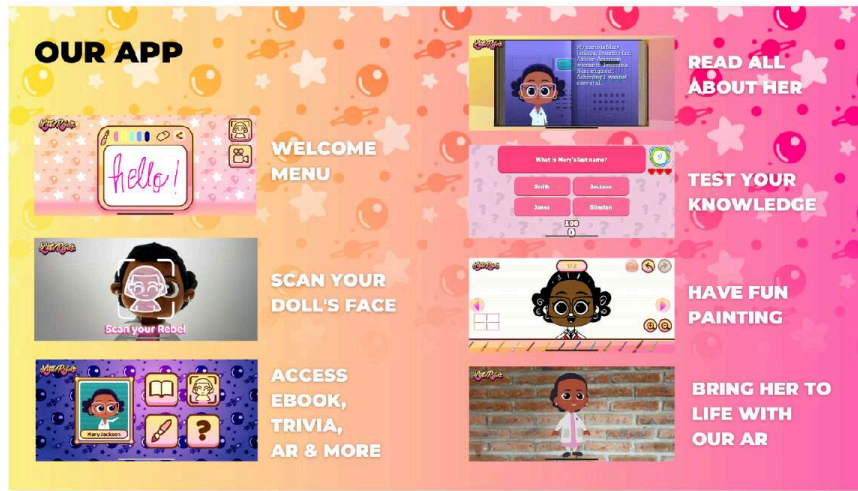 OUR APP
hello!
WELCOME
MENU
Scan your Rebel
SCAN YOUR
DOLL'S FACE
Mary Jackson
ACCESS
EBOOK,
TRIVIA,
AR & MORE
READ ALL
ABOUT HER
What is Mary's last name?
Smith
Jackson
Jones
100
0
TEST YOUR
KNOWLEDGE
HAVE FUN
PAINTING
BRING HER TO
LIFE WITH
OUR AR